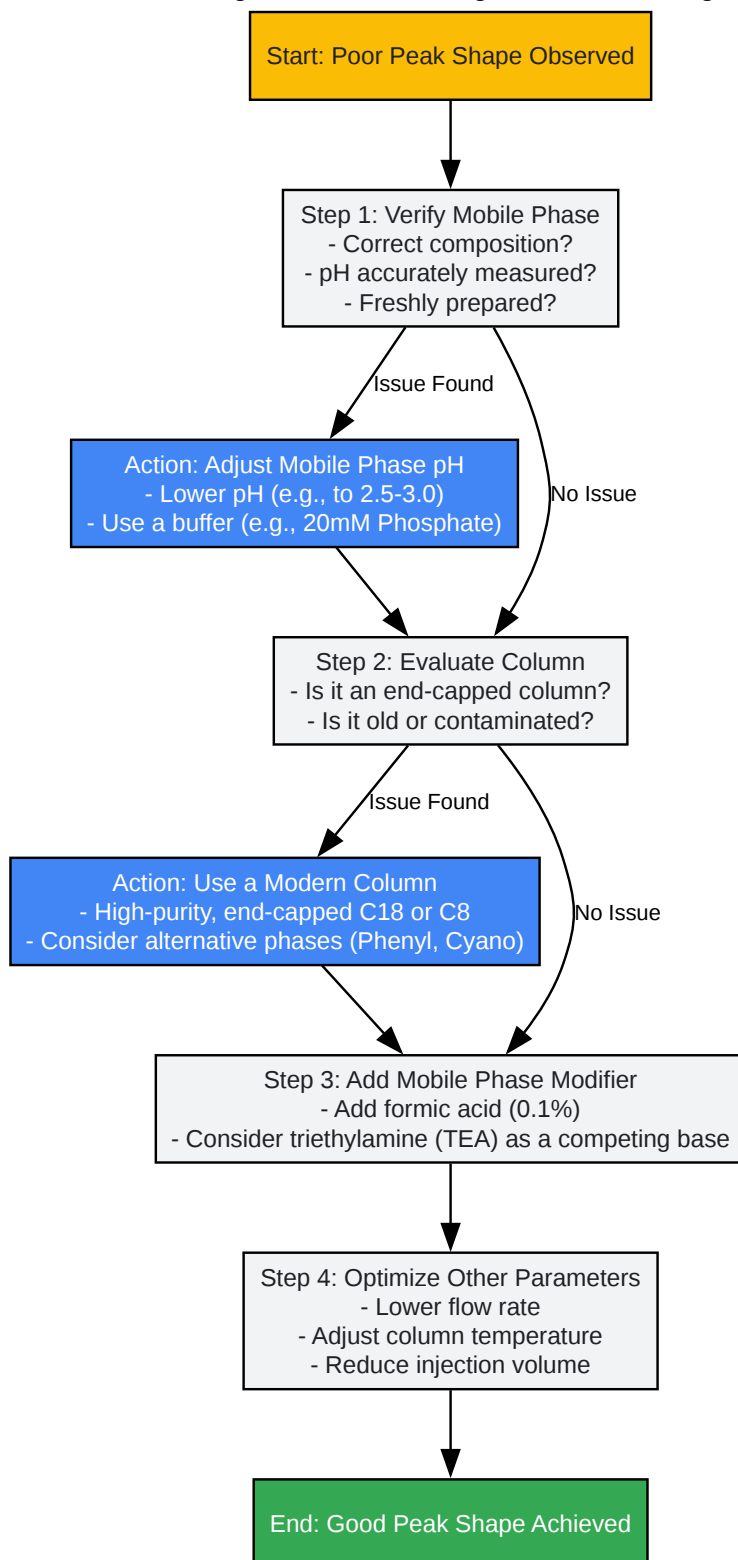 Start: Poor Peak Shape Observed
Step 1: Verify Mobile Phase
- Correct composition?
- pH accurately measured?
- Freshly prepared?
Issue Found
No Issue
Action: Adjust Mobile Phase pH
- Lower pH (e.g., to 2.5-3.0)
- Use a buffer (e.g., 20mM Phosphate)
Step 2: Evaluate Column
- Is it an end-capped column?
- Is it old or contaminated?
Issue Found
No Issue
Action: Use a Modern Column
- High-purity, end-capped C18 or C8
- Consider alternative phases (Phenyl, Cyano)
Step 3: Add Mobile Phase Modifier
- Add formic acid (0.1%)
- Consider triethylamine (TEA) as a competing base
Step 4: Optimize Other Parameters
- Lower flow rate
- Adjust column temperature
- Reduce injection volume
End: Good Peak Shape Achieved